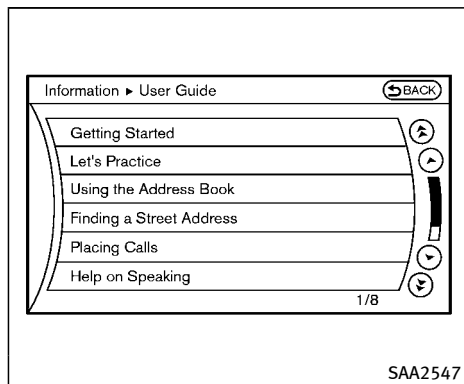 Information ▸ User Guide
BACK
Getting Started
Let's Practice
Using the Address Book
Finding a Street Address
Placing Calls
Help on Speaking
1/8
SAA2547